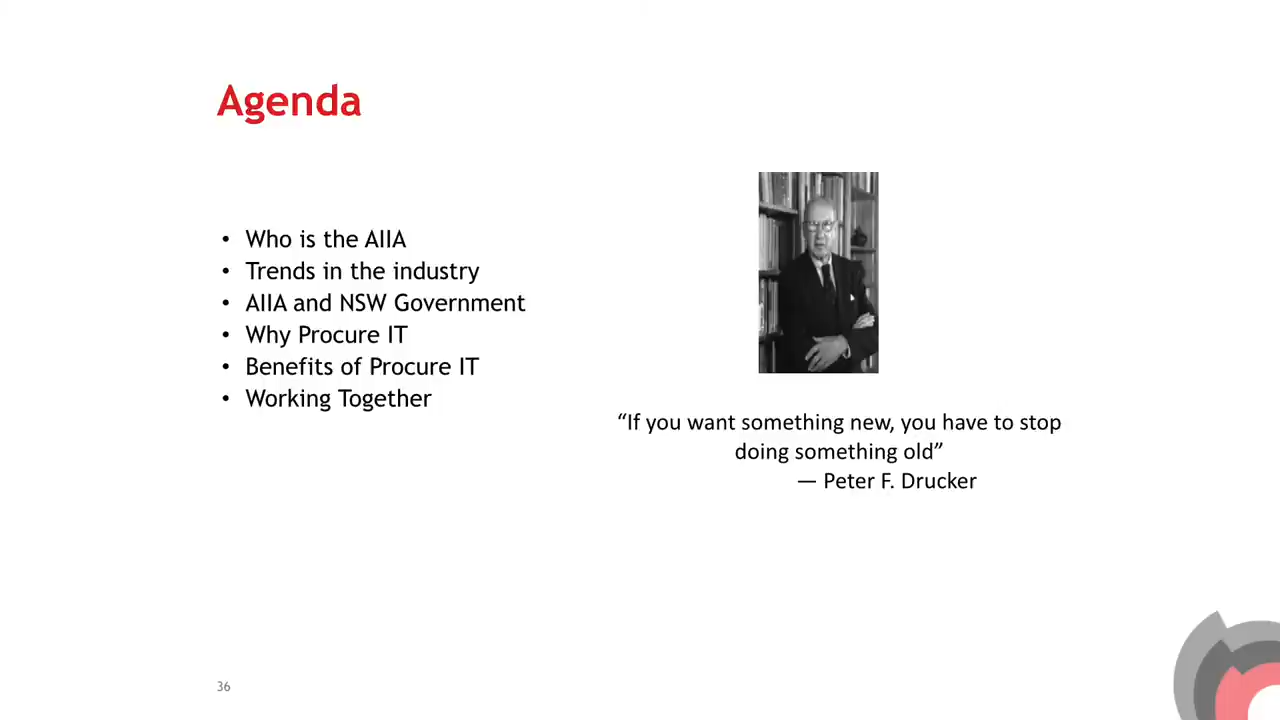 Agenda
• Who is the AIIA
• Trends in the industry
• AIIA and NSW Government
• Why Procure IT
• Benefits of Procure IT
• Working Together
“If you want something new, you have to stop
doing something old”
— Peter F. Drucker
36